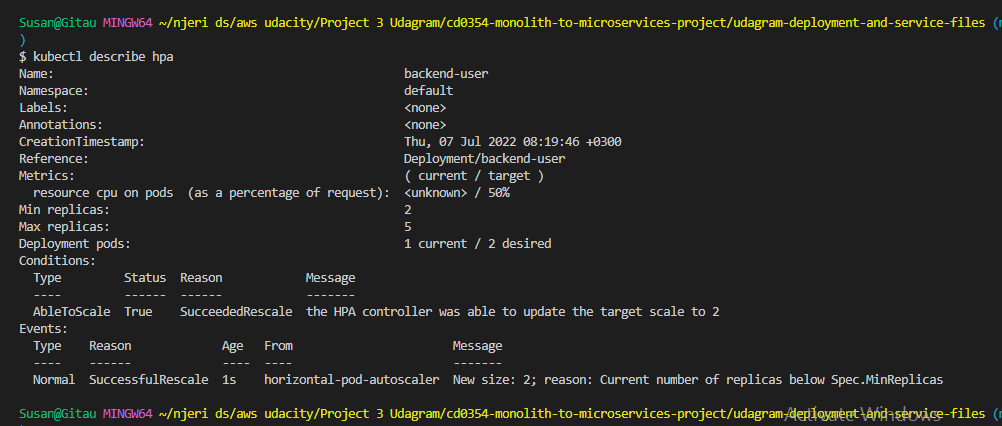 Susan@Gitau MINGW64 ~/njeri ds/aws udacity/Project 3 Udagram/cd0354-monolith-to-microservices-project/udagram-deployment-and-service-files (
)
$ kubectl describe hpa
Name: backend-user
Namespace: default
Labels: <none>
Annotations: <none>
CreationTimestamp: Thu, 07 Jul 2022 08:19:46 +0300
Reference: Deployment/backend-user
Metrics: ( current / target )
resource cpu on pods (as a percentage of request): <unknown> / 50%
Min replicas: 2
Max replicas: 5
Deployment pods: 1 current / 2 desired
Conditions:
Type Status Reason Message
---- ------ ------ -------
AbleToScale True SucceededRescale the HPA controller was able to update the target scale to 2
Events:
Type Reason Age From Message
---- ------ ---- ---- -------
Normal SuccessfulRescale 1s horizontal-pod-autoscaler New size: 2; reason: Current number of replicas below Spec.MinReplicas
Susan@Gitau MINGW64 ~/njeri ds/aws udacity/Project 3 Udagram/cd0354-monolith-to-microservices-project/udagram-deployment-and-service-files (
Activate Windows
)